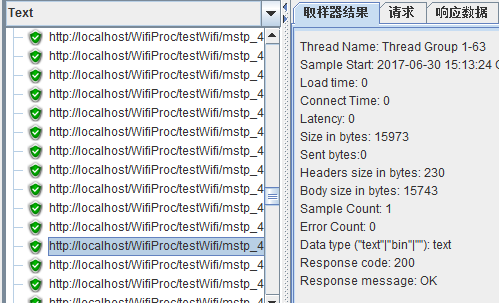 Text
http://localhost/WifiProc/testWifi/mstp_4
http://localhost/WifiProc/testWifi/mstp_4
http://localhost/WifiProc/testWifi/mstp_4
http://localhost/WifiProc/testWifi/mstp_4
http://localhost/WifiProc/testWifi/mstp_4
http://localhost/WifiProc/testWifi/mstp_4
http://localhost/WifiProc/testWifi/mstp_4
http://localhost/WifiProc/testWifi/mstp_4
http://localhost/WifiProc/testWifi/mstp_4
http://localhost/WifiProc/testWifi/mstp_4
http://localhost/WifiProc/testWifi/mstp_4
http://localhost/WifiProc/testWifi/mstp_4
http://localhost/WifiProc/testWifi/mstp_4
http://localhost/WifiProc/testWifi/mstp_4
取样器结果 请求 响应数据
Thread Name: Thread Group 1-63
Sample Start: 2017-06-30 15:13:24
Load time: 0
Connect Time: 0
Latency: 0
Size in bytes: 15973
Sent bytes:0
Headers size in bytes: 230
Body size in bytes: 15743
Sample Count: 1
Error Count: 0
Data type ("text"|"bin"|""): text
Response code: 200
Response message: OK